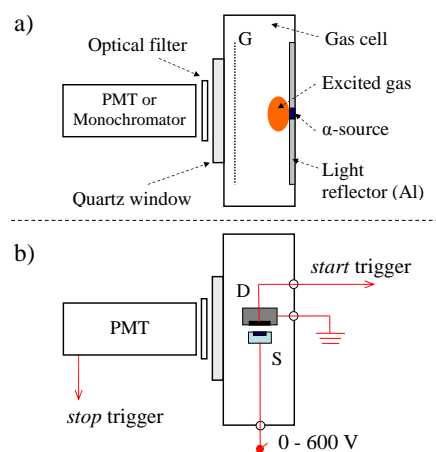 a)
Optical filter
G
Gas cell
Excited gas
PMT or
Monochromator
α-source
Quartz window
Light
reflector (Al)
b)
start trigger
D
PMT
S
stop trigger
0 - 600 V